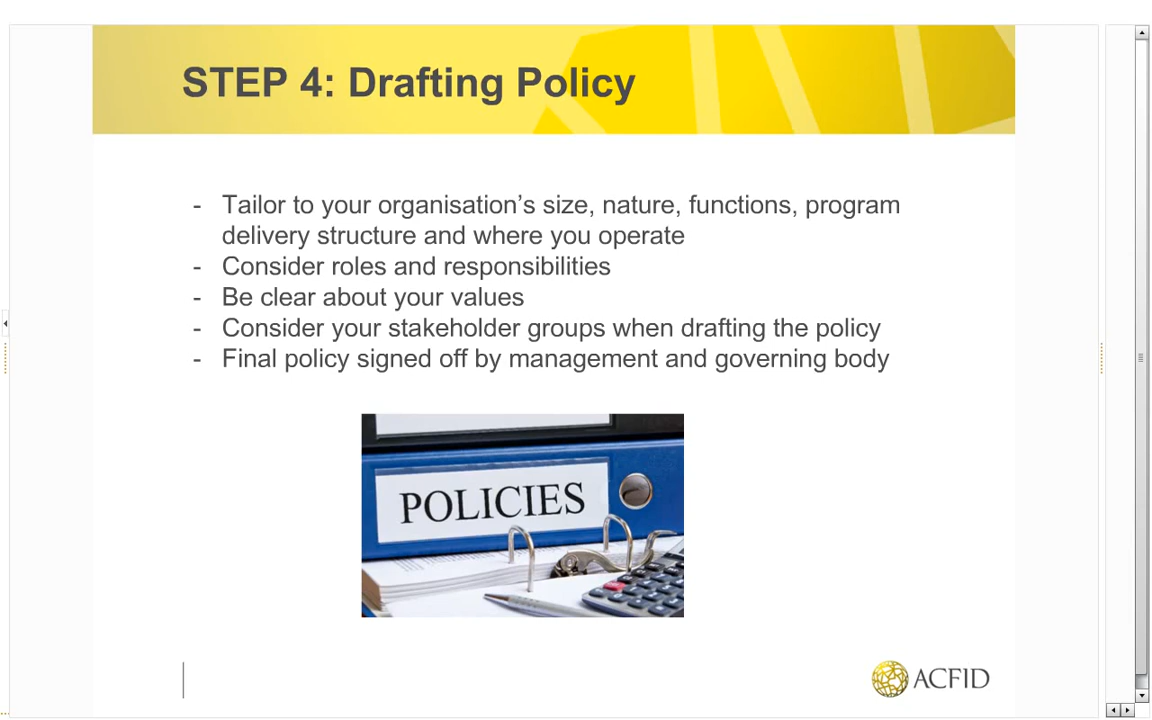 STEP 4: Drafting Policy
- Tailor to your organisation’s size, nature, functions, program
delivery structure and where you operate
- Consider roles and responsibilities
- Be clear about your values
- Consider your stakeholder groups when drafting the policy
- Final policy signed off by management and governing body
POLICIES
ACFID